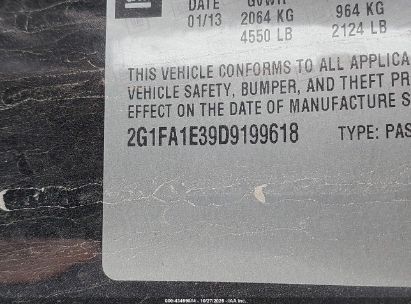 DATE GVWR
01/13 2064 KG 964 KG
4550 LB 2124 LB
THIS VEHICLE CONFORMS TO ALL APPLICA
VEHICLE SAFETY, BUMPER, AND THEFT PR
EFFECT ON THE DATE OF MANUFACTURE S
2G1FA1E39D9199618 TYPE: PAS